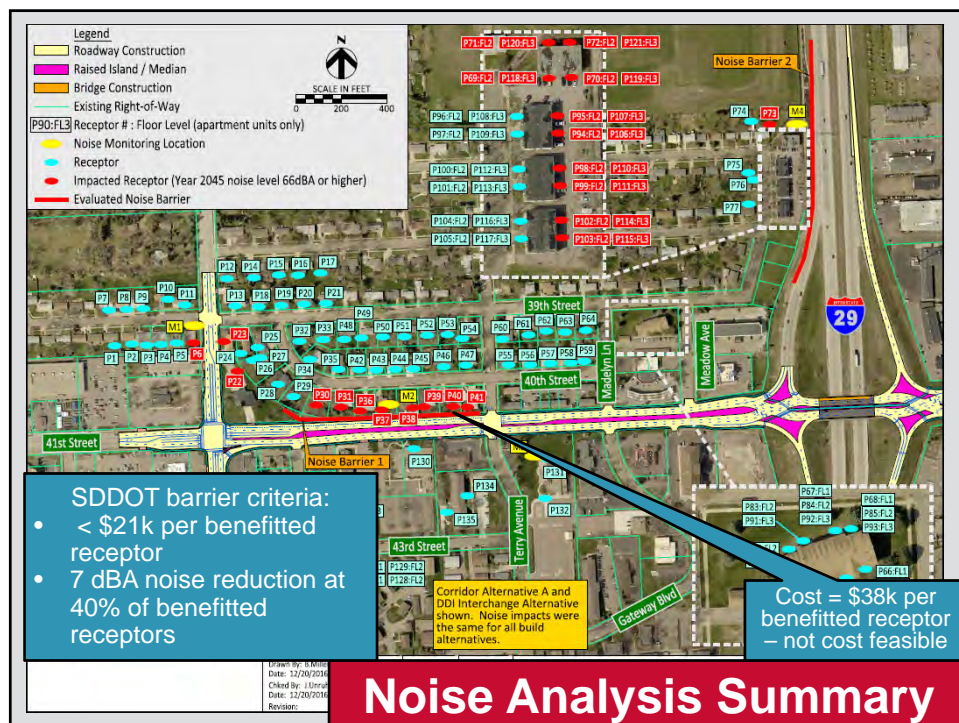 Legend
Roadway Construction
Raised Island / Median
Bridge Construction
Existing Right-of-Way
P90:FL3 Receptor # : Floor Level (apartment units only)
Noise Monitoring Location
Receptor
Impacted Receptor (Year 2045 noise level 66dBA or higher)
Evaluated Noise Barrier
N
SCALE IN FEET
0 200 400
P71:FL2 P120:FL3 P72:FL2 P121:FL3
P69:FL2 P118:FL3 P70:FL2 P119:FL3
P96:FL2 P108:FL3 P95:FL2 P107:FL3
P97:FL2 P109:FL3 P94:FL2 P106:FL3
P100:FL2 P112:FL3 P98:FL2 P110:FL3
P101:FL2 P113:FL3 P99:FL2 P111:FL3
P104:FL2 P116:FL3 P102:FL2 P114:FL3
P105:FL2 P117:FL3 P103:FL2 P115:FL3
Noise Barrier 2
P74 P73 M4
P75
P76
P77
INTERSTATE
29
P12 P14 P15 P16 P17
P7 P8 P9 P10 P11
P13 P18 P19 P20 P21
39th Street
M1
P49
P32 P33 P48 P50 P51 P52 P53 P54
P60 P61 P62 P63 P64
P1 P2 P3 P4 P5 P6
P23
P24 P25
P26 P27
P34 P35 P42 P43 P44 P45 P46 P47
P55 P56 P57 P58 P59
P22
P28 P29
40th Street
Madelyn Ln
Meadow Ave
P30 P31 P36 M2 P39 P40 P41
P37 P38
41st Street
Noise Barrier 1
P130
P131
P132
P134
P135
Terry Avenue
43rd Street
P129:FL2
P128:FL2
Gateway Blvd
P67:FL1
P83:FL2 P84:FL2 P68:FL1
P91:FL3 P92:FL3 P85:FL2
P93:FL3
P66:FL1
Corridor Alternative A and
DDI Interchange Alternative
shown. Noise impacts were
the same for all build
alternatives.
SDDOT barrier criteria:
• < $21k per benefitted
receptor
• 7 dBA noise reduction at
40% of benefitted
receptors
Cost = $38k per
benefitted receptor
– not cost feasible
Drawn By: B.Mille
Date: 12/20/2016
Chked By: J.Unruh
Date: 12/20/2016
Revision:
Noise Analysis Summary